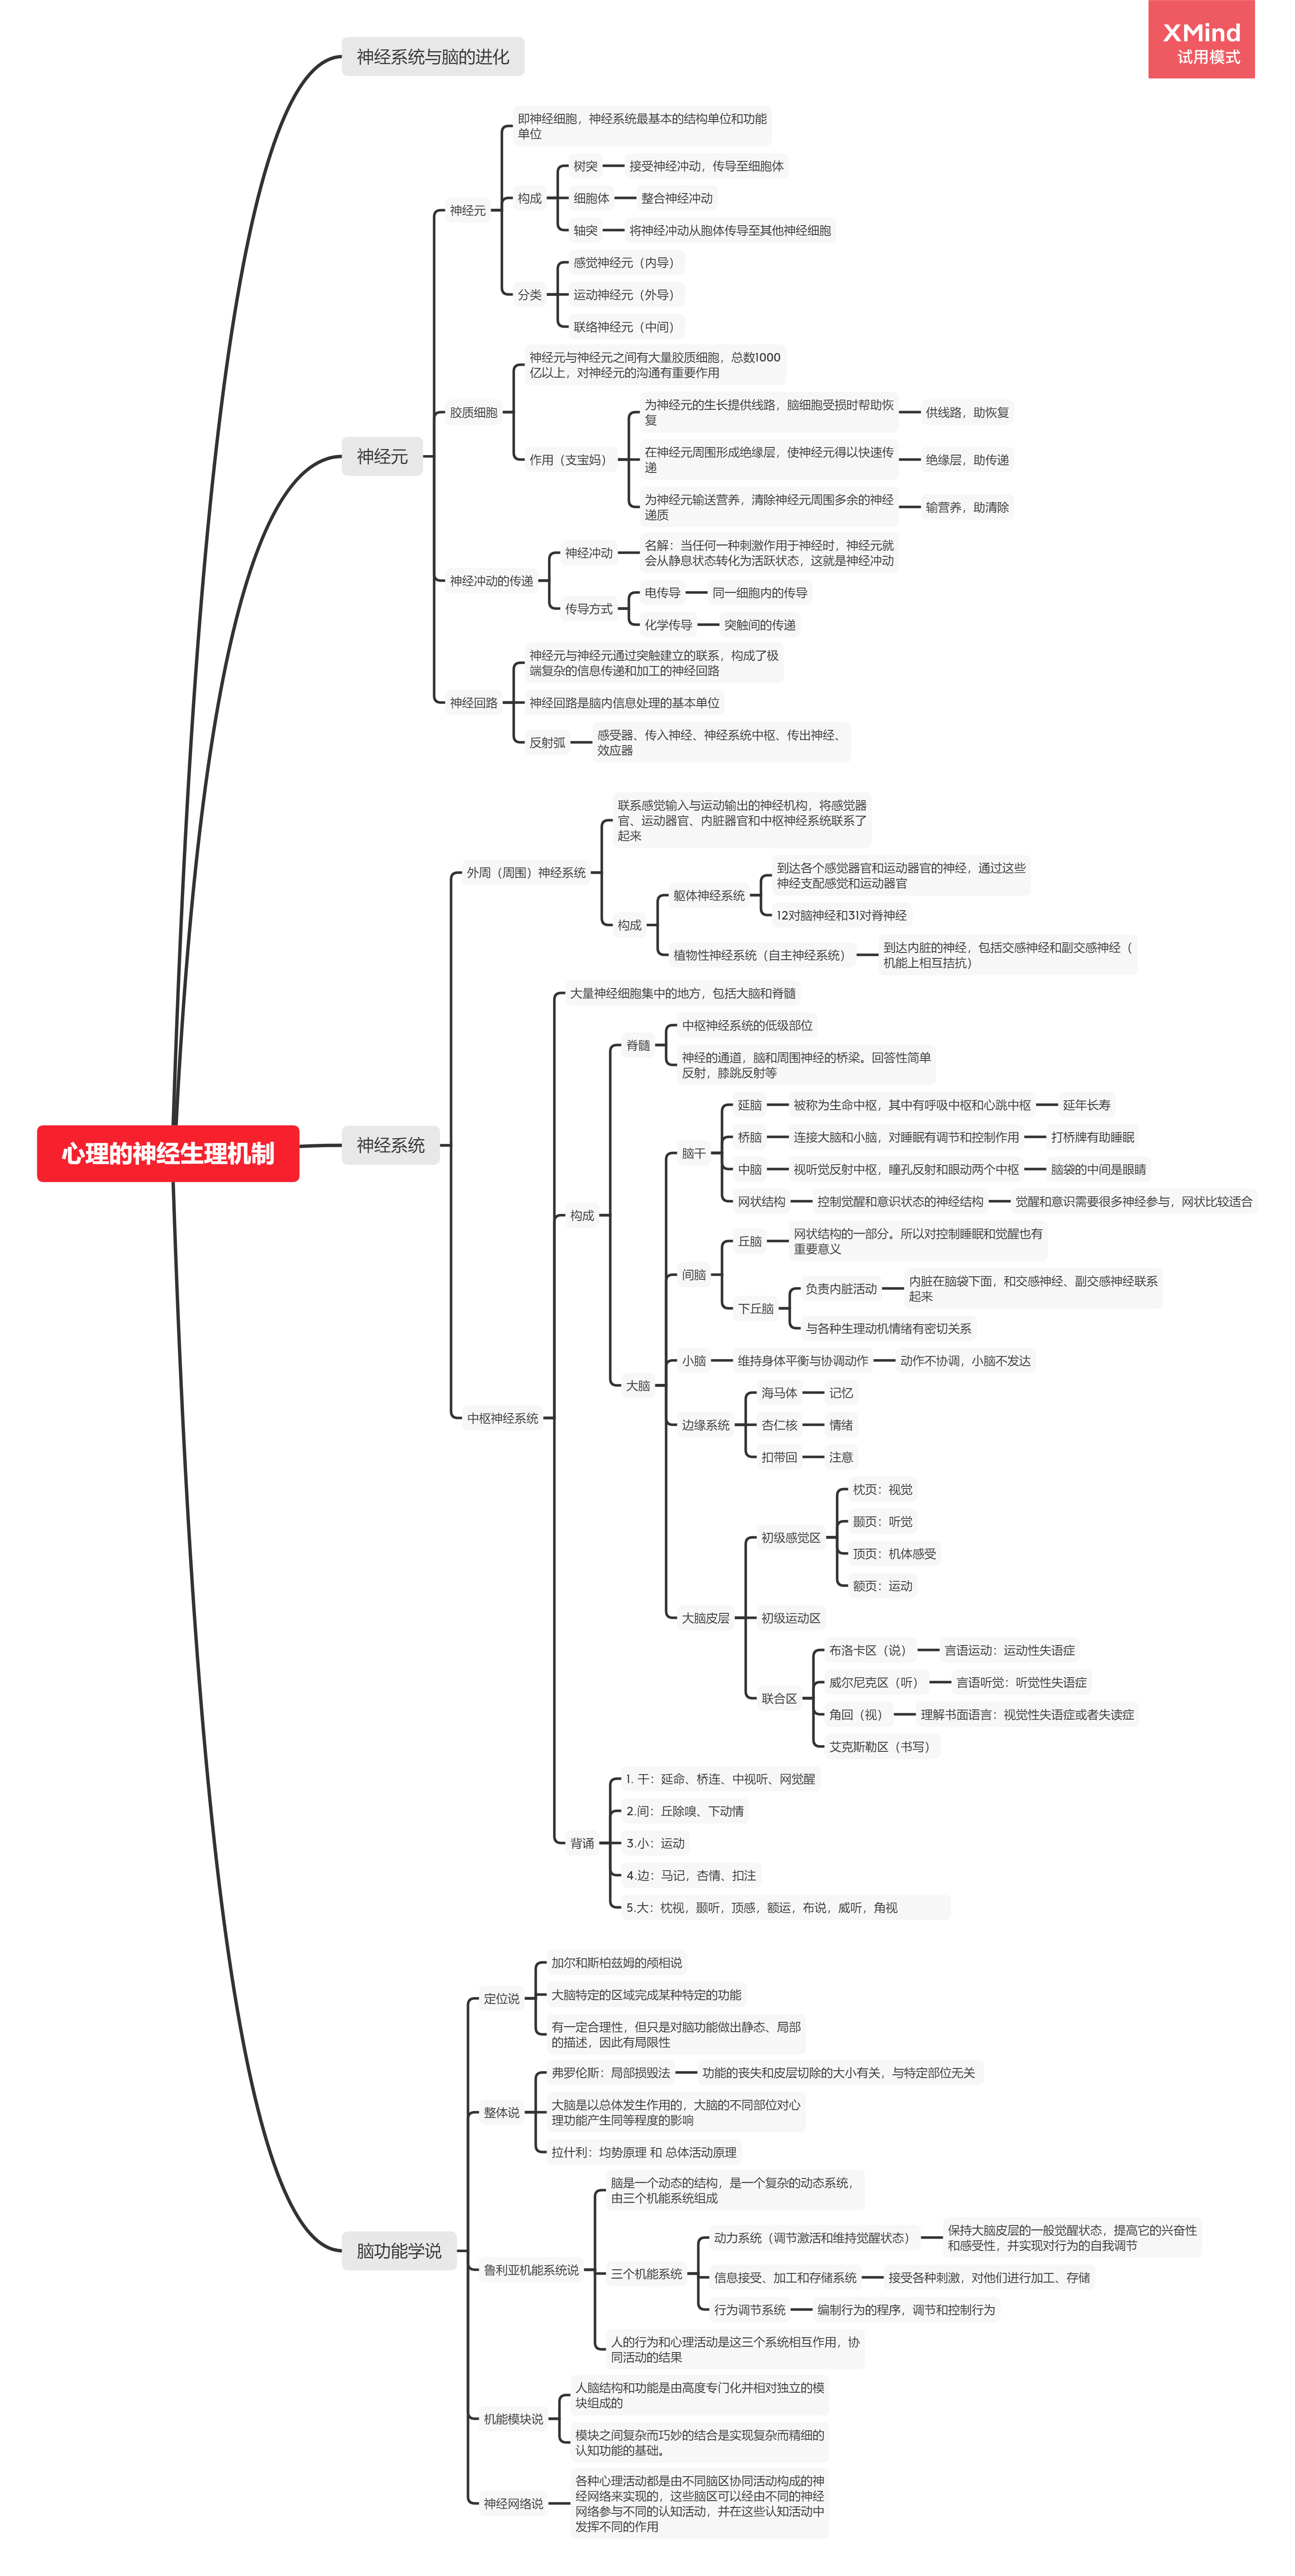 XMind
试用模式
神经系统与脑的进化
即神经细胞，神经系统最基本的结构单位和功能
单位
树突
接受神经冲动，传导至细胞体
构成
细胞体
整合神经冲动
神经元
轴突
将神经冲动从胞体传导至其他神经细胞
感觉神经元（内导）
分类
运动神经元（外导）
联络神经元（中间）
神经元与神经元之间有大量胶质细胞，总数1000
亿以上，对神经元的沟通有重要作用
胶质细胞
为神经元的生长提供线路，脑细胞受损时帮助恢
复
供线路，助恢复
神经元
作用（支宝妈）
在神经元周围形成绝缘层，使神经元得以快速传
递
绝缘层，助传递
为神经元输送营养，清除神经元周围多余的神经
递质
输营养，助清除
神经冲动的传递
神经冲动
名解：当任何一种刺激作用于神经时，神经元就
会从静息状态转化为活跃状态，这就是神经冲动
传导方式
电传导
同一细胞内的传导
化学传导
突触间的传递
神经元与神经元通过突触建立的联系，构成了极
端复杂的信息传递和加工的神经回路
神经回路
神经回路是脑内信息处理的基本单位
反射弧
感受器、传入神经、神经系统中枢、传出神经、
效应器
联系感觉输入与运动输出的神经机构，将感觉器
官、运动器官、内脏器官和中枢神经系统联系了
起来
外周（周围）神经系统
构成
躯体神经系统
到达各个感觉器官和运动器官的神经，通过这些
神经支配感觉和运动器官
12对脑神经和31对脊神经
植物性神经系统（自主神经系统）
到达内脏的神经，包括交感神经和副交感神经（
机能上相互拮抗）
大量神经细胞集中的地方，包括大脑和脊髓
脊髓
中枢神经系统的低级部位
神经的通道，脑和周围神经的桥梁。回答性简单
反射，膝跳反射等
心理的神经生理机制
神经系统
脑干
延脑
被称为生命中枢，其中有呼吸中枢和心跳中枢
延年长寿
桥脑
连接大脑和小脑，对睡眠有调节和控制作用
打桥牌有助睡眠
中脑
视听觉反射中枢，瞳孔反射和眼动两个中枢
脑袋的中间是眼睛
网状结构
控制觉醒和意识状态的神经结构
觉醒和意识需要很多神经参与，网状比较适合
构成
间脑
丘脑
网状结构的一部分。所以对控制睡眠和觉醒也有
重要意义
下丘脑
负责内脏活动
内脏在脑袋下面，和交感神经、副交感神经联系
起来
与各种生理动机情绪有密切关系
小脑
维持身体平衡与协调动作
动作不协调，小脑不发达
大脑
中枢神经系统
边缘系统
海马体
记忆
杏仁核
情绪
扣带回
注意
初级感觉区
枕页：视觉
颞页：听觉
顶页：机体感受
额页：运动
大脑皮层
初级运动区
联合区
布洛卡区（说）
言语运动：运动性失语症
威尔尼克区（听）
言语听觉：听觉性失语症
角回（视）
理解书面语言：视觉性失语症或者失读症
艾克斯勒区（书写）
背诵
1. 干：延命、桥连、中视听、网觉醒
2.间：丘除嗅、下动情
3.小：运动
4.边：马记，杏情、扣注
5.大：枕视，颞听，顶感，额运，布说，威听，角视
定位说
加尔和斯柏兹姆的颅相说
大脑特定的区域完成某种特定的功能
有一定合理性，但只是对脑功能做出静态、局部
的描述，因此有局限性
整体说
弗罗伦斯：局部损毁法
功能的丧失和皮层切除的大小有关，与特定部位无关
大脑是以总体发生作用的，大脑的不同部位对心
理功能产生同等程度的影响
拉什利：均势原理 和 总体活动原理
脑功能学说
鲁利亚机能系统说
脑是一个动态的结构，是一个复杂的动态系统，
由三个机能系统组成
三个机能系统
动力系统（调节激活和维持觉醒状态）
保持大脑皮层的一般觉醒状态，提高它的兴奋性
和感受性，并实现对行为的自我调节
信息接受、加工和存储系统
接受各种刺激，对他们进行加工、存储
行为调节系统
编制行为的程序，调节和控制行为
人的行为和心理活动是这三个系统相互作用，协
同活动的结果
机能模块说
人脑结构和功能是由高度专门化并相对独立的模
块组成的
模块之间复杂而巧妙的结合是实现复杂而精细的
认知功能的基础。
神经网络说
各种心理活动都是由不同脑区协同活动构成的神
经网络来实现的，这些脑区可以经由不同的神经
网络参与不同的认知活动，并在这些认知活动中
发挥不同的作用